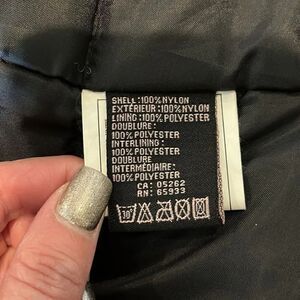 SHELL:100%NYLON
EXTÉRIEUR:100%NYLON
LINING:100%POLYESTER
DOUBLURE:
100%POLYESTER
INTERLINING:
100%POLYESTER
DOUBLURE
INTERMÉDIAIRE:
100%POLYESTER
CA: 05262
RN: 65933